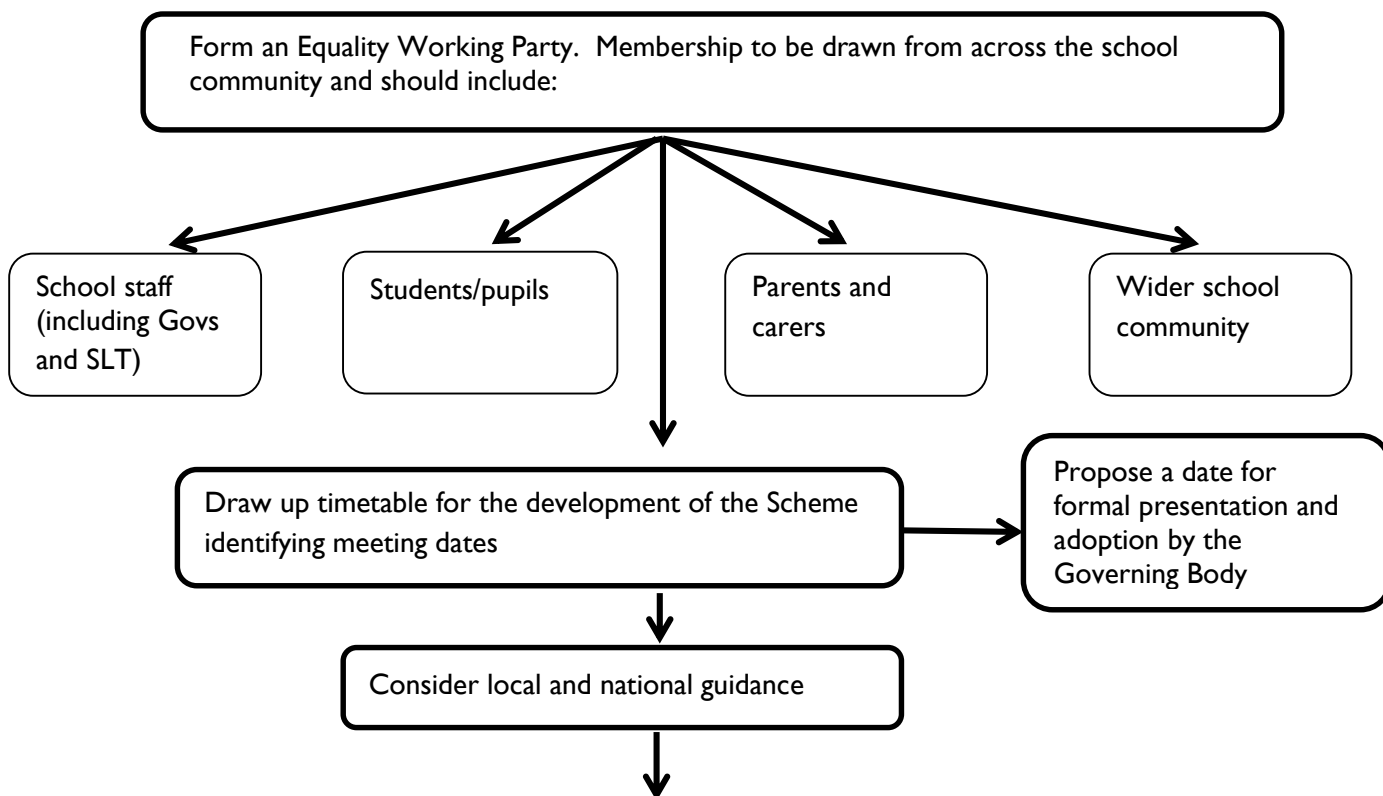 Form an Equality Working Party.  Membership to be drawn from across the school
community and should include:
School staff
(including Govs
and SLT)
Students/pupils
Parents and
carers
Wider school
community
Draw up timetable for the development of the Scheme
identifying meeting dates
Propose a date for
formal presentation and
adoption by the
Governing Body
Consider local and national guidance